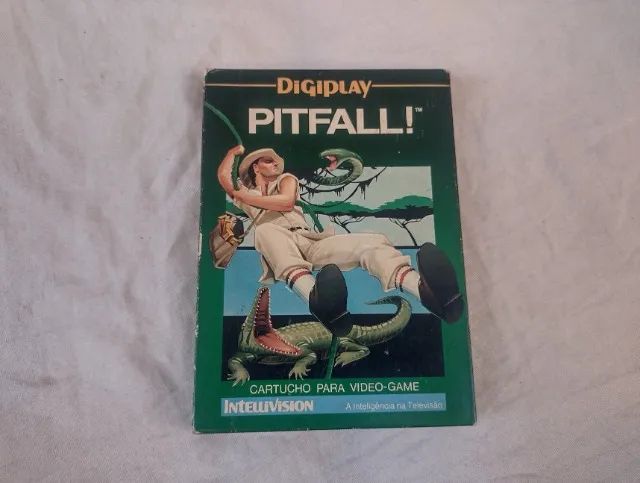 DiGiPLAY
PITFALL!™
CARTUCHO PARA VIDEO-GAME
INTELLIVISION A Inteligência na Televisão